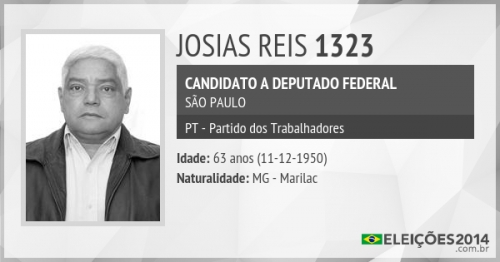 JOSIAS REIS 1323
CANDIDATO A DEPUTADO FEDERAL
SÃO PAULO
PT - Partido dos Trabalhadores
Idade: 63 anos (11-12-1950)
Naturalidade: MG - Marilac
ELEIÇÕES2014
.com.br